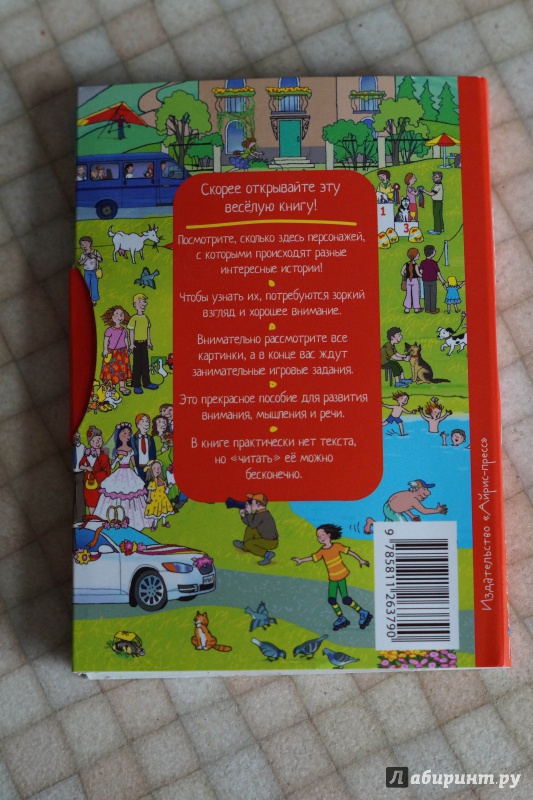 Скорее открывайте эту
весёлую книгу!
Посмотрите, сколько здесь персонажей,
с которыми происходят разные
интересные истории!
Чтобы узнать их, потребуются зоркий
взгляд и хорошее внимание.
Внимательно рассмотрите все
картинки, а в конце вас ждут
занимательные игровые задания.
Это прекрасное пособие для развития
внимания, мышления и речи.
В книге практически нет текста,
но «читать» её можно
бесконечно.
1
3
9 785811 263790
Издательство «Айрис-пресс»
Лабиринт.ру